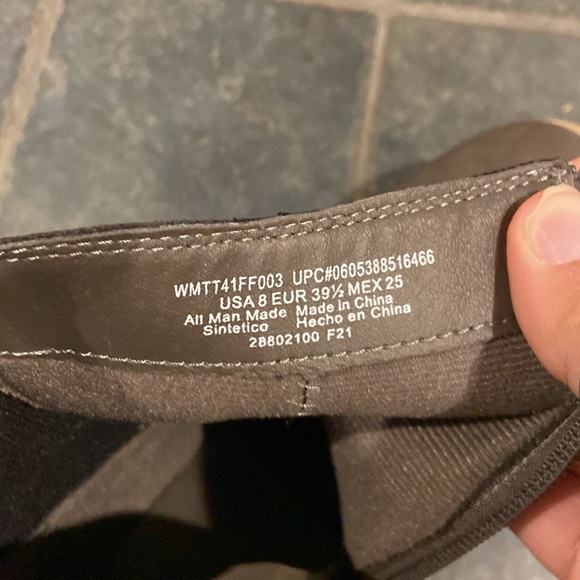 WMTT41FF003 UPC#0605388516466
USA 8 EUR 39½ MEX 25
All Man Made Made in China
Sintetico Hecho en China
28802100 F21